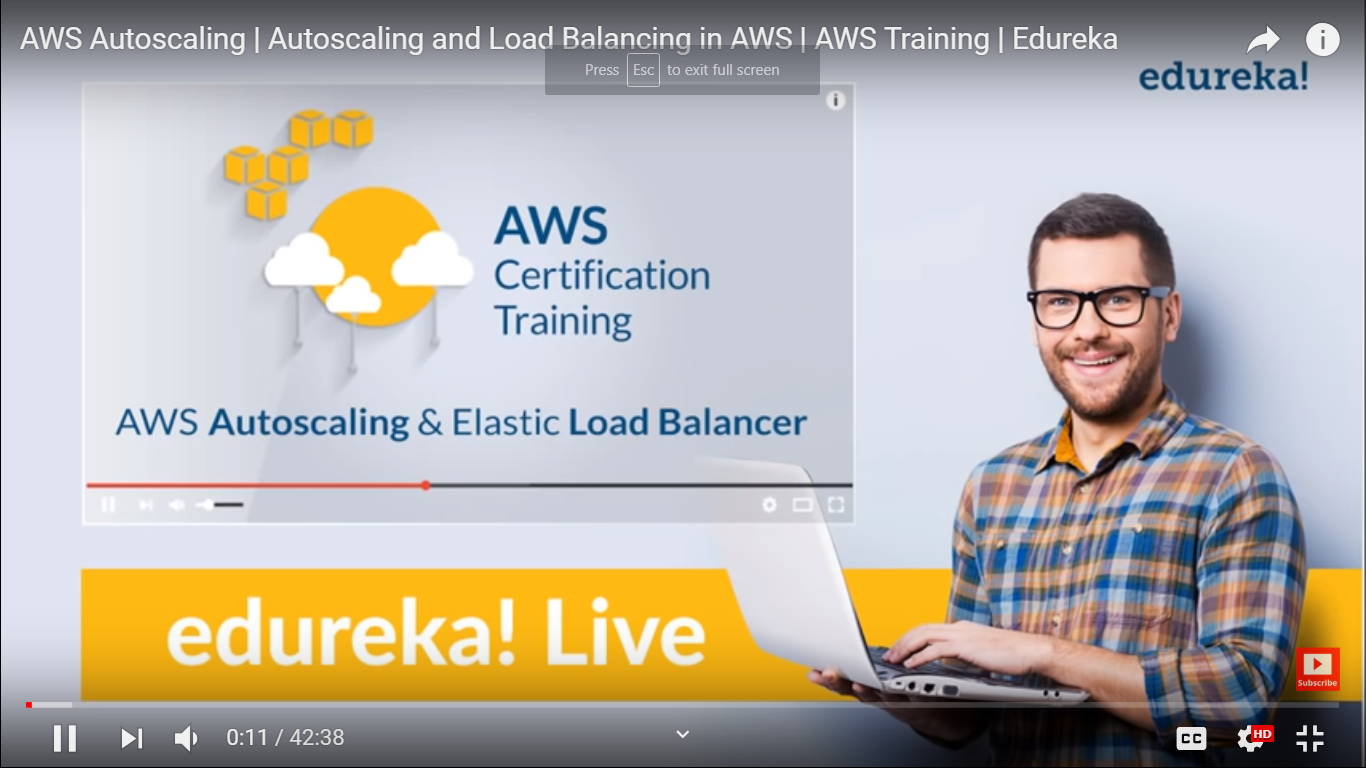 AWS Autoscaling | Autoscaling and Load Balancing in AWS | AWS Training | Edureka
Press Esc to exit full screen
edureka!
AWS
Certification
Training
AWS Autoscaling & Elastic Load Balancer
edureka! Live
Subscribe
0:11 / 42:38
CC
HD